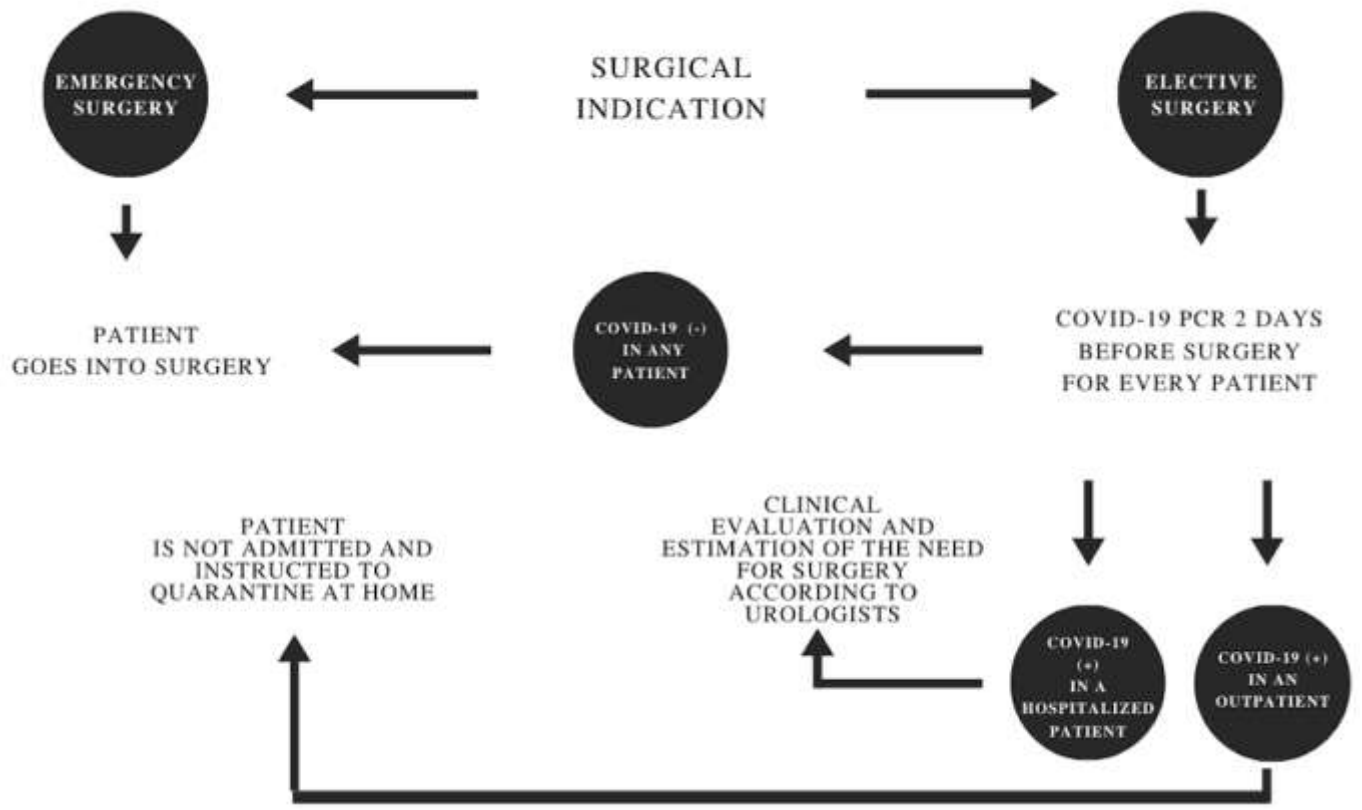 EMERGENCY
SURGERY
SURGICAL
INDICATION
ELECTIVE
SURGERY
PATIENT
GOES INTO SURGERY
COVID-19 (-)
IN ANY
PATIENT
COVID-19 PCR 2 DAYS
BEFORE SURGERY
FOR EVERY PATIENT
PATIENT
IS NOT ADMITTED AND
INSTRUCTED TO
QUARANTINE AT HOME
CLINICAL
EVALUATION AND
ESTIMATION OF THE NEED
FOR SURGERY
ACCORDING TO
UROLOGISTS
COVID-19
(+)
IN A
HOSPITALIZED
PATIENT
COVID-19 (+)
IN AN
OUTPATIENT